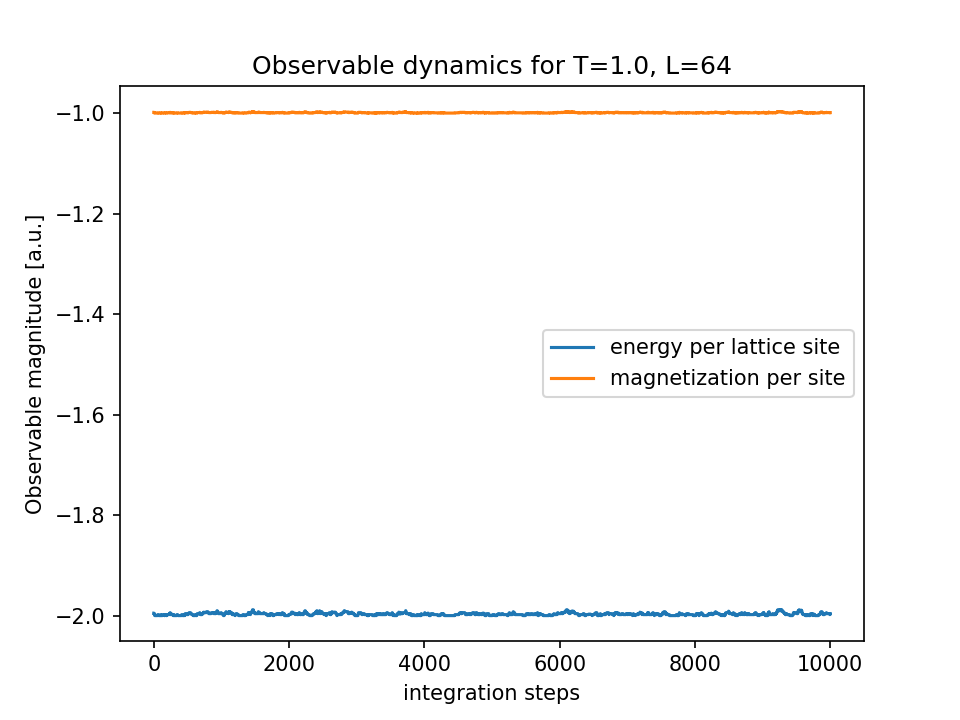 Observable dynamics for T=1.0, L=64
Observable magnitude [a.u.]
−1.0
−1.2
−1.4
−1.6
−1.8
−2.0
energy per lattice site
magnetization per site
0 2000 4000 6000 8000 10000
integration steps